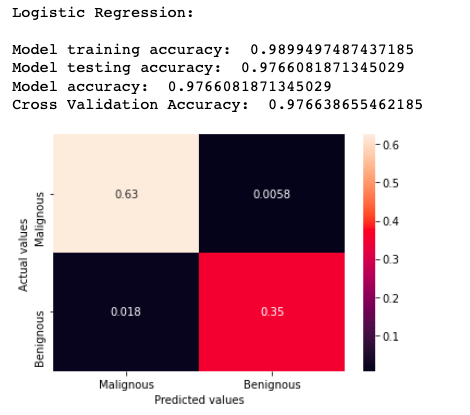 Logistic Regression:
Model training accuracy:  0.9899497487437185
Model testing accuracy:  0.9766081871345029
Model accuracy:  0.9766081871345029
Cross Validation Accuracy:  0.976638655462185
0.6
0.5
0.4
0.3
0.2
0.1
Actual values
Malignous
Benignous
0.63 0.0058
0.018 0.35
Malignous Benignous
Predicted values